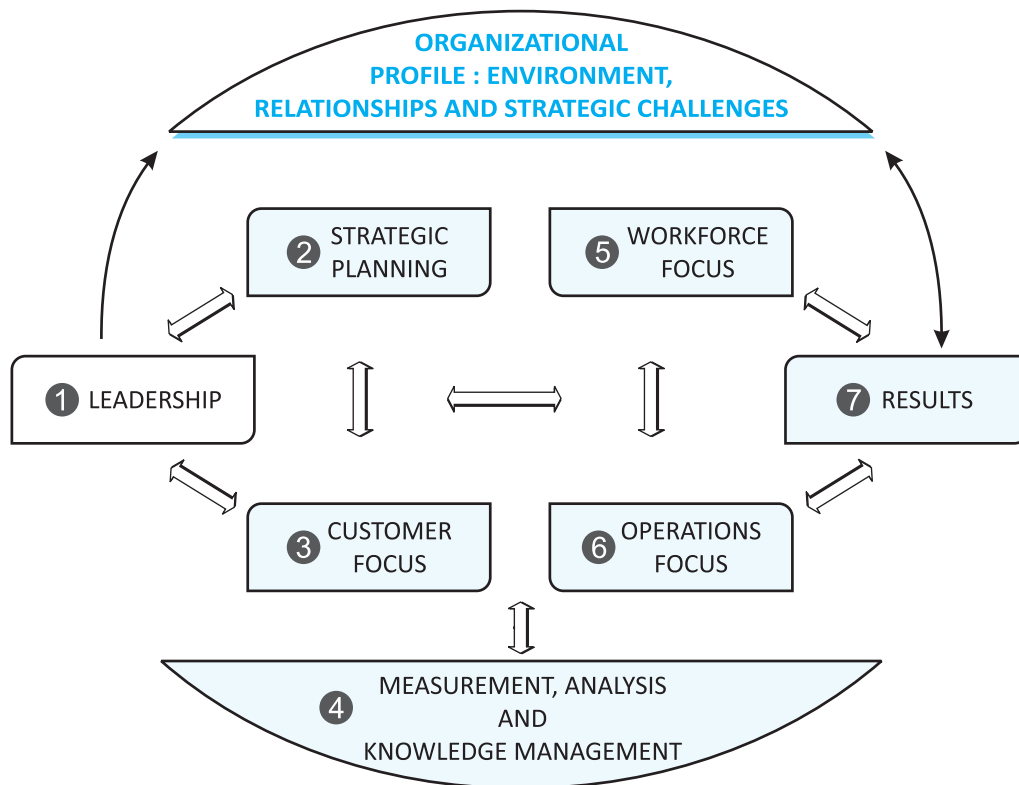 ORGANIZATIONAL
PROFILE : ENVIRONMENT,
RELATIONSHIPS AND STRATEGIC CHALLENGES
2 STRATEGIC
PLANNING
5 WORKFORCE
FOCUS
1 LEADERSHIP
7 RESULTS
3 CUSTOMER
FOCUS
6 OPERATIONS
FOCUS
MEASUREMENT, ANALYSIS
4 AND
KNOWLEDGE MANAGEMENT